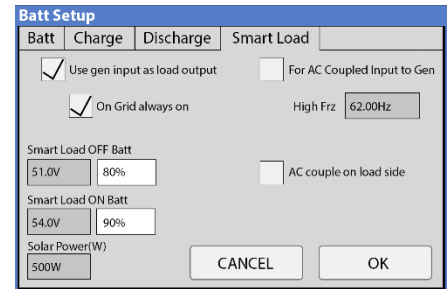 Batt Setup
Batt Charge Discharge Smart Load
Use gen input as load output For AC Coupled Input to Gen
On Grid always on High Frz 62.00Hz
Smart Load OFF Batt
51.0V 80% AC couple on load side
Smart Load ON Batt
54.0V 90%
Solar Power(W)
500W CANCEL OK